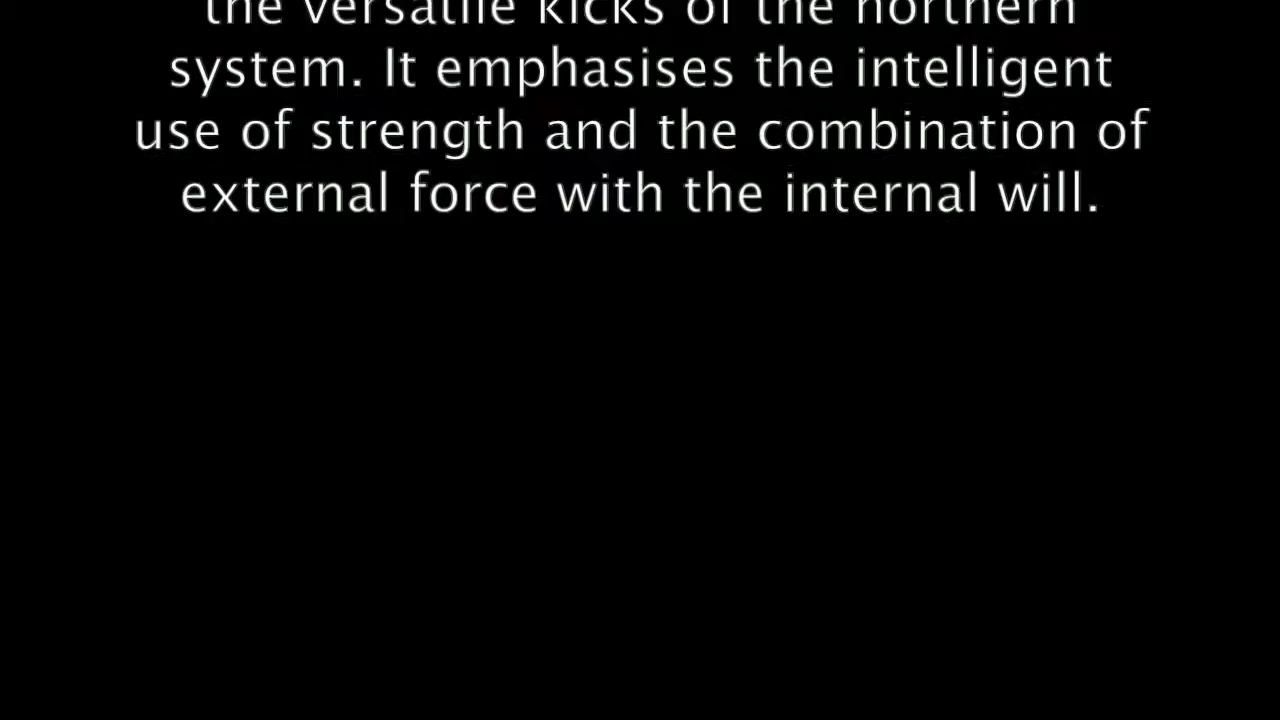 the versatile kicks of the northern
system. It emphasises the intelligent
use of strength and the combination of
external force with the internal will.